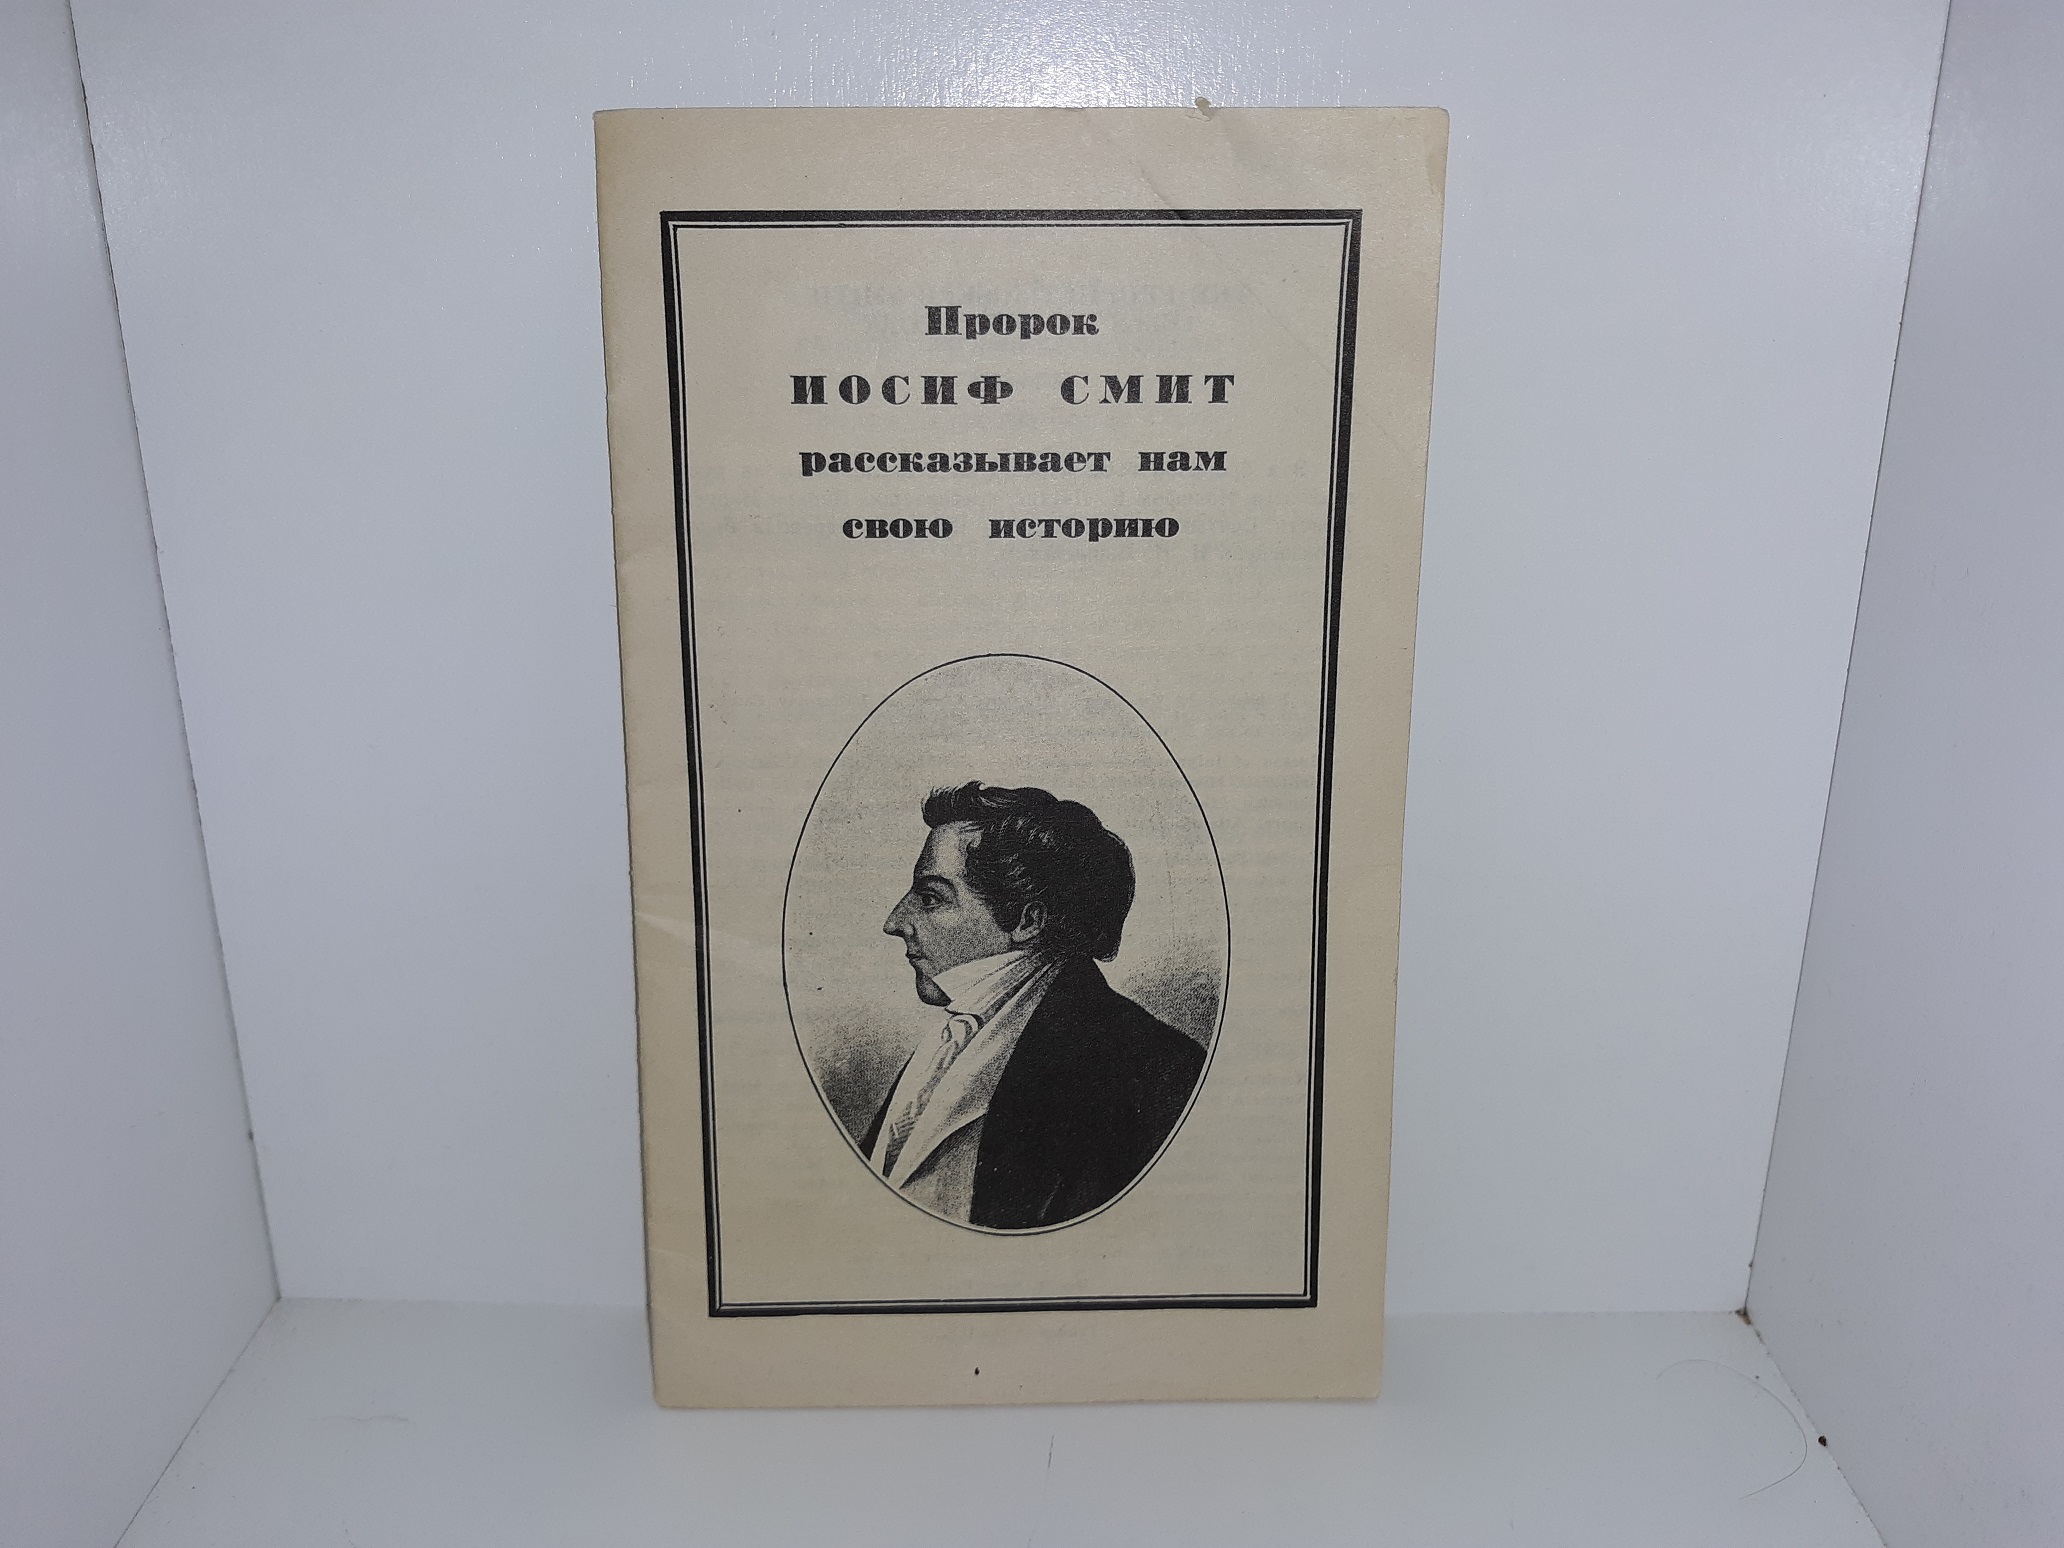 Пророк
ИОСИФ СМИТ
рассказывает нам
свою историю